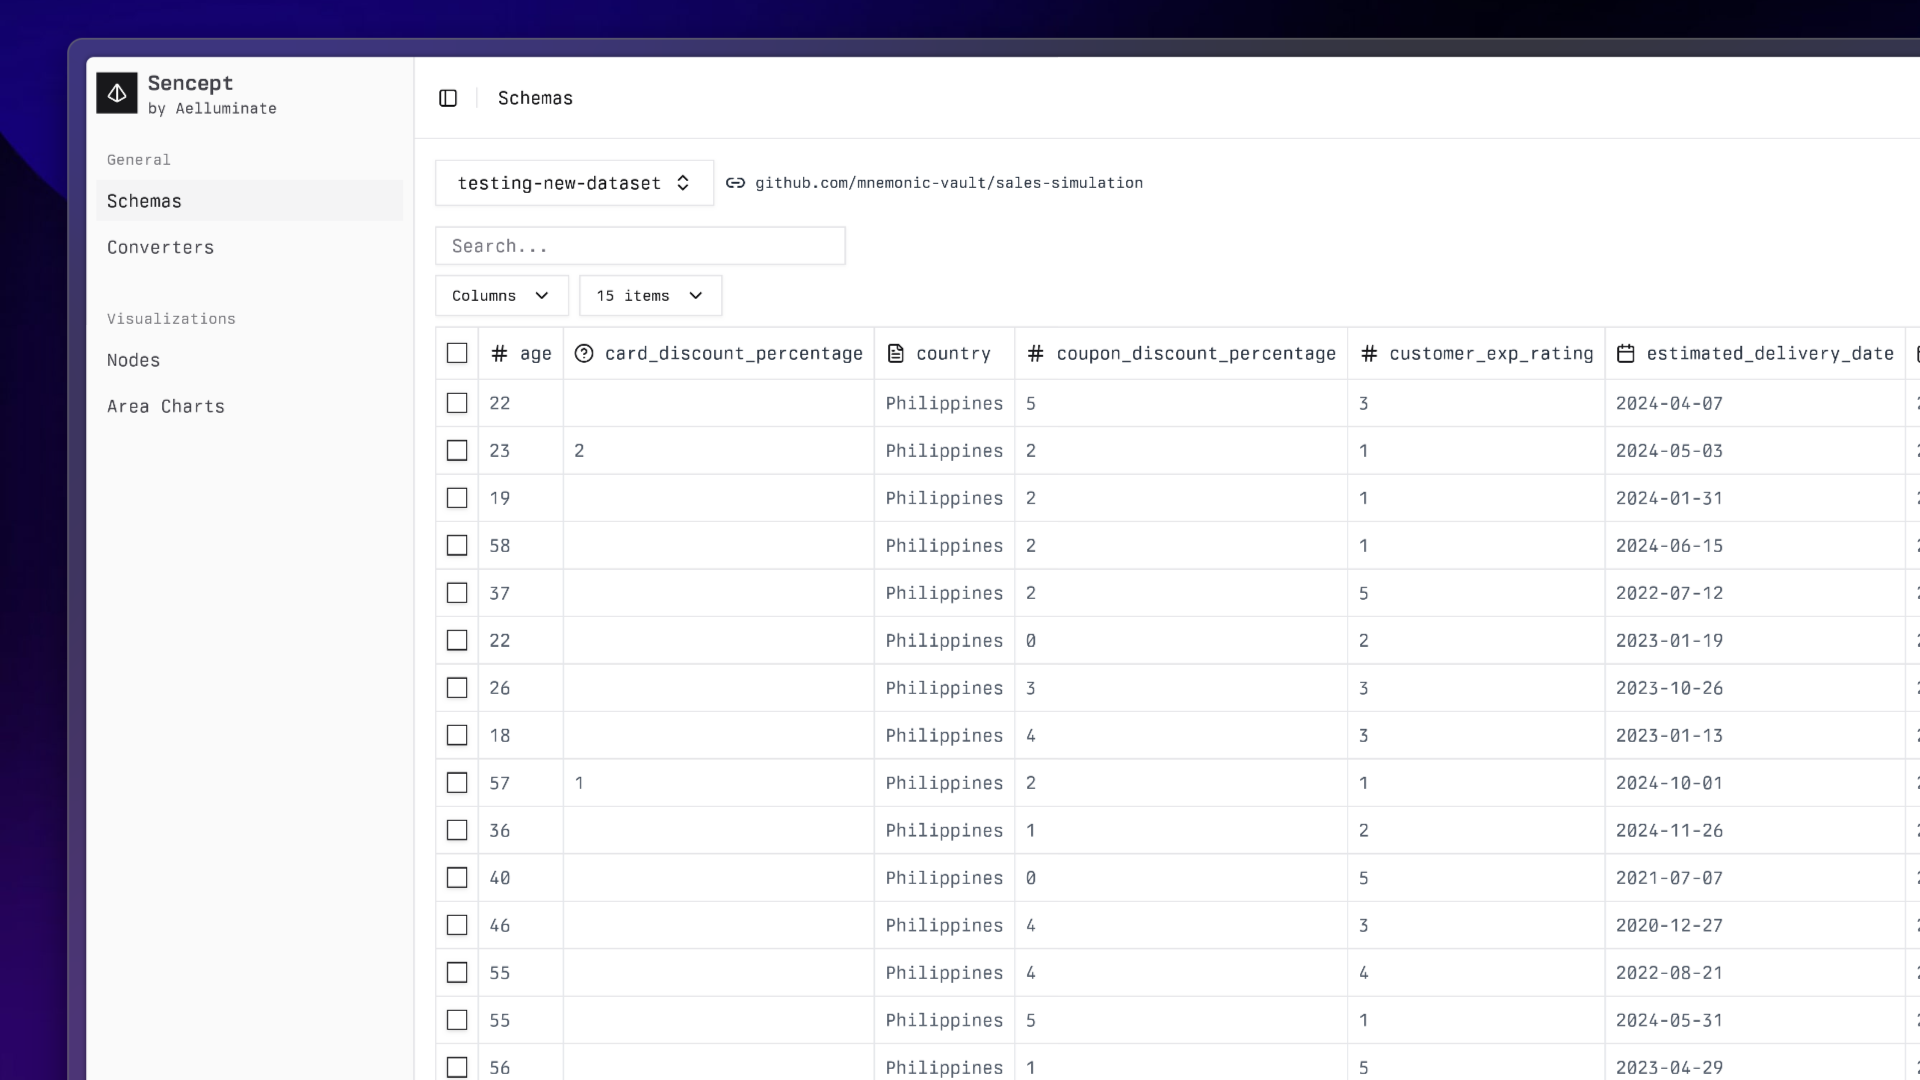 Sencept
by Aelluminate
General
Schemas
Converters
Visualizations
Nodes
Area Charts
Schemas
testing-new-dataset github.com/mnemonic-vault/sales-simulation
Search...
Columns 15 items
age card_discount_percentage country coupon_discount_percentage customer_exp_rating estimated_delivery_date
22 Philippines 5 3 2024-04-07
23 2 Philippines 2 1 2024-05-03
19 Philippines 2 1 2024-01-31
58 Philippines 2 1 2024-06-15
37 Philippines 2 5 2022-07-12
22 Philippines 0 2 2023-01-19
26 Philippines 3 3 2023-10-26
18 Philippines 4 3 2023-01-13
57 1 Philippines 2 1 2024-10-01
36 Philippines 1 2 2024-11-26
40 Philippines 0 5 2021-07-07
46 Philippines 4 3 2020-12-27
55 Philippines 4 4 2022-08-21
55 Philippines 5 1 2024-05-31
56 Philippines 1 5 2023-04-29